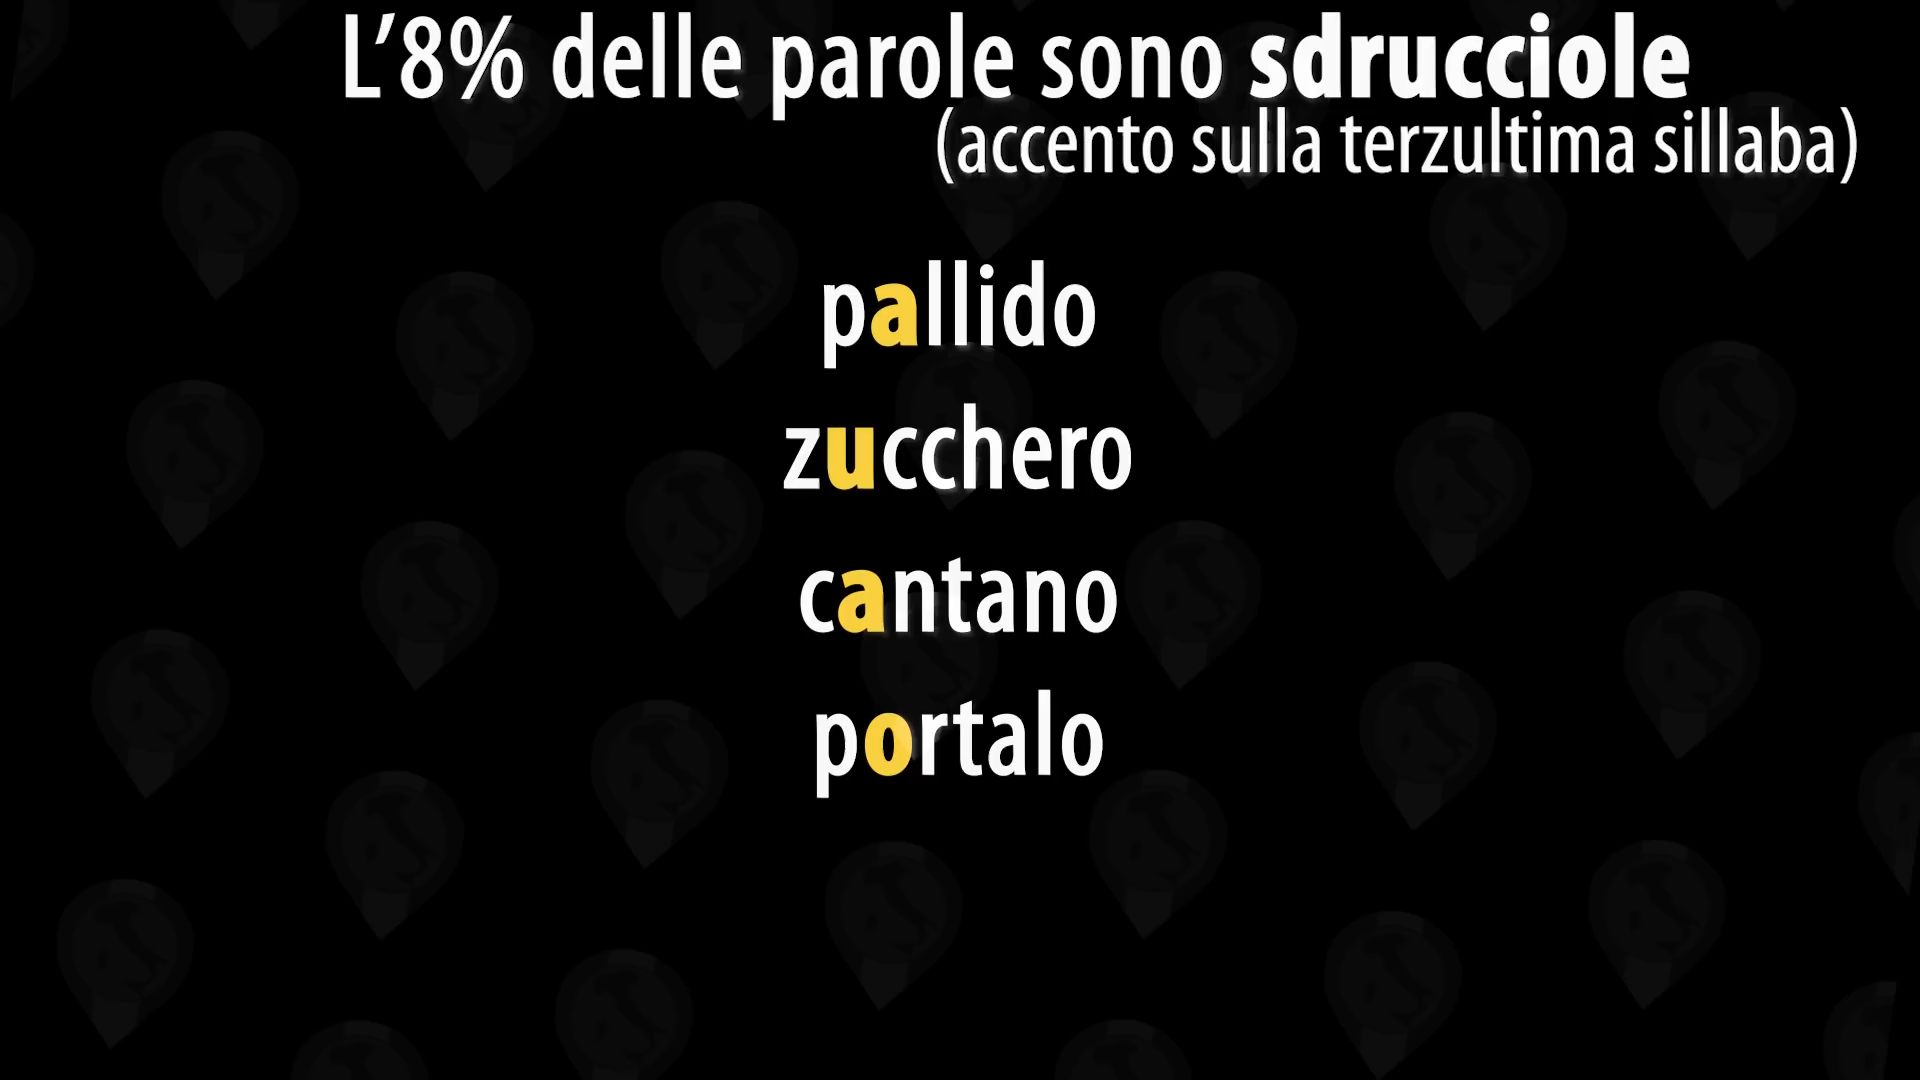 L’8% delle parole sono sdrucciole
(accento sulla terzultima sillaba)
pallido
zucchero
cantano
portalo